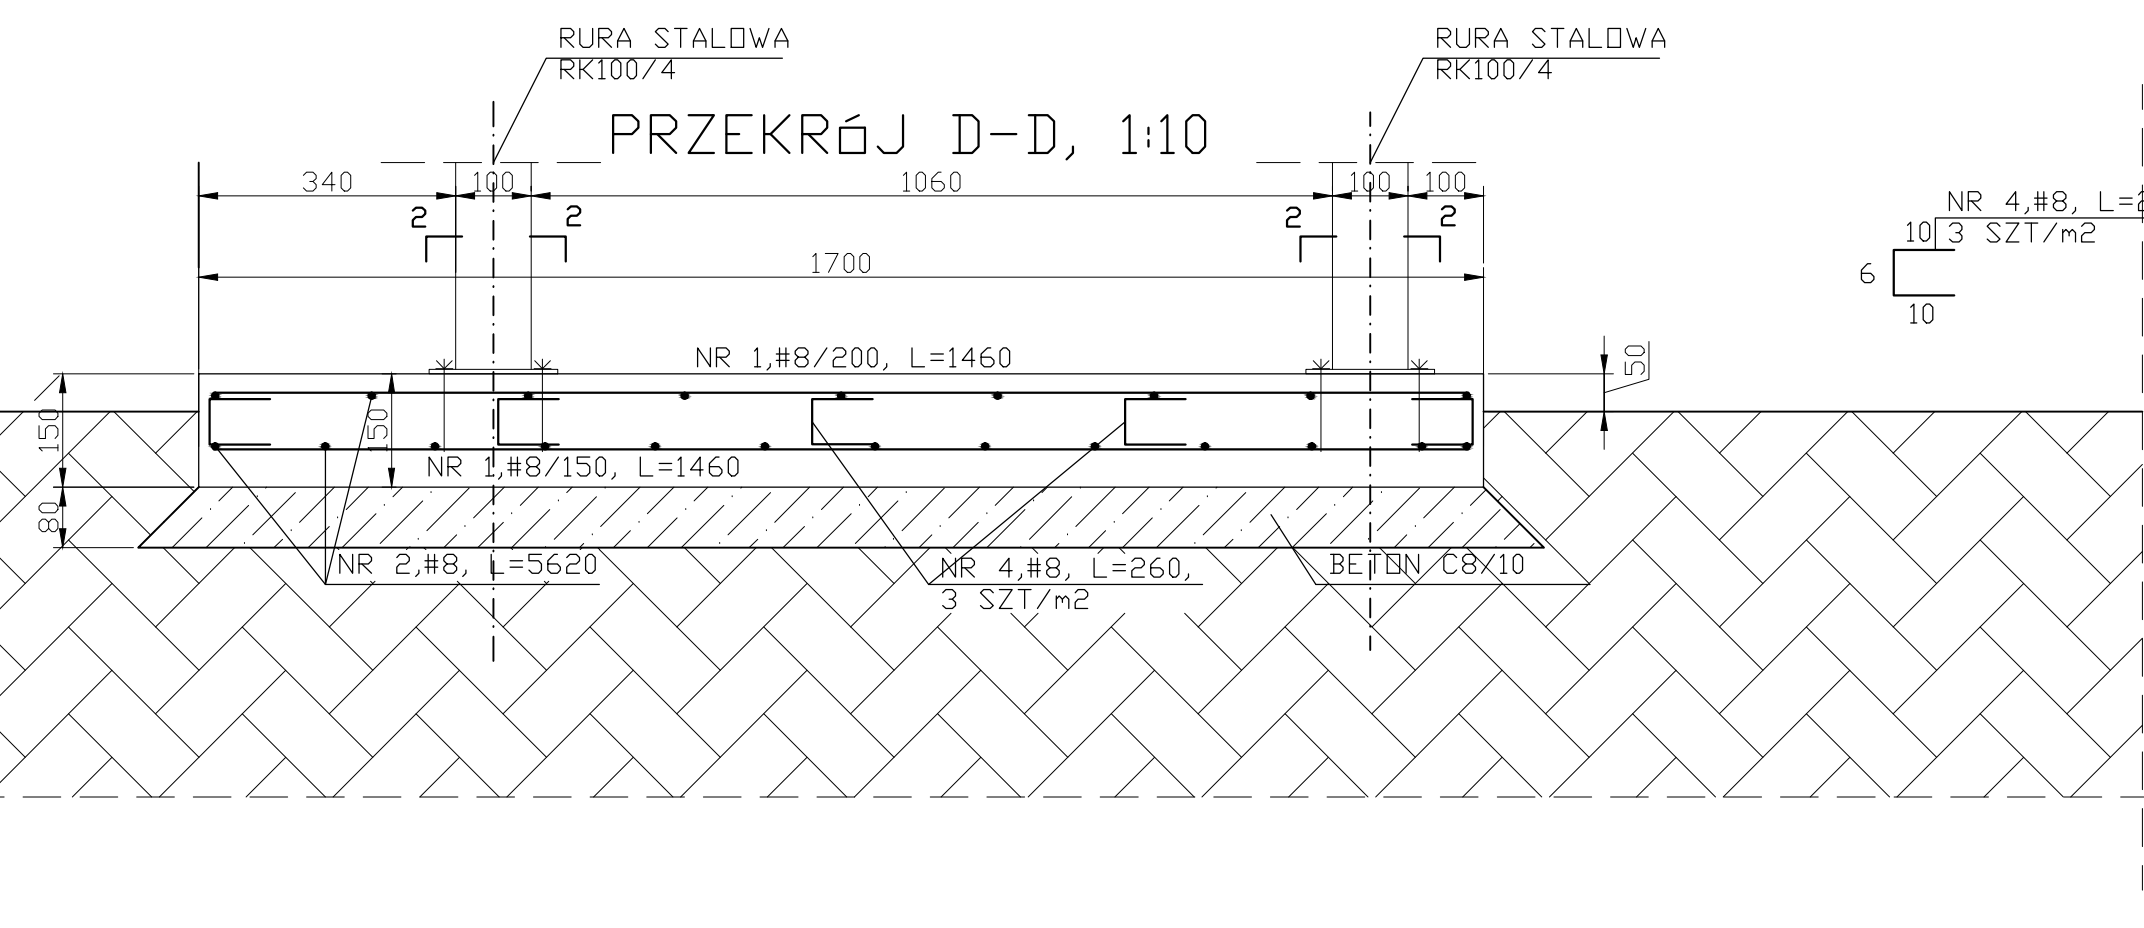 RURA STALOWA
RK100/4
RURA STALOWA
RK100/4
PRZEKRóJ D-D, 1:10
340
100
1060
100
100
2
2
2
2
1700
NR 4,#8, L=2
3 SZT/m2
10
6
10
NR 1,#8/200, L=1460
50
150
150
NR 1,#8/150, L=1460
80
NR 2,#8, L=5620
NR 4,#8, L=260,
3 SZT/m2
BETON C8/10